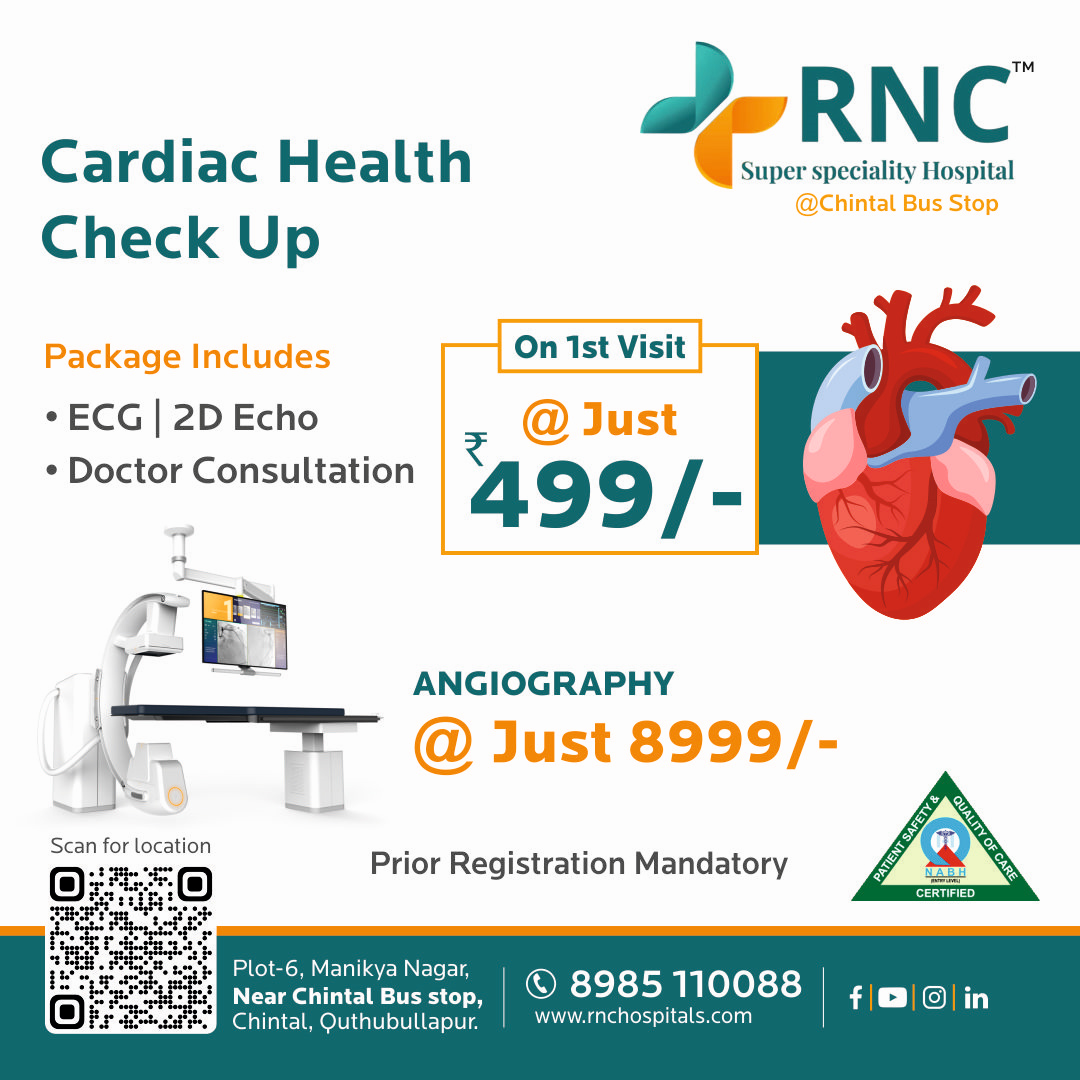 RNC™
Super speciality Hospital
@Chintal Bus Stop
Cardiac Health
Check Up
Package Includes
• ECG | 2D Echo
• Doctor Consultation
On 1st Visit
@ Just
₹499/-
ANGIOGRAPHY
@ Just 8999/-
Prior Registration Mandatory
PATIENT SAFETY &
QUALITY OF CARE
NABH
(ENTRY LEVEL)
CERTIFIED
Scan for location
Plot-6, Manikya Nagar,
Near Chintal Bus stop,
Chintal, Quthubullapur.
8985 110088
www.rnchospitals.com